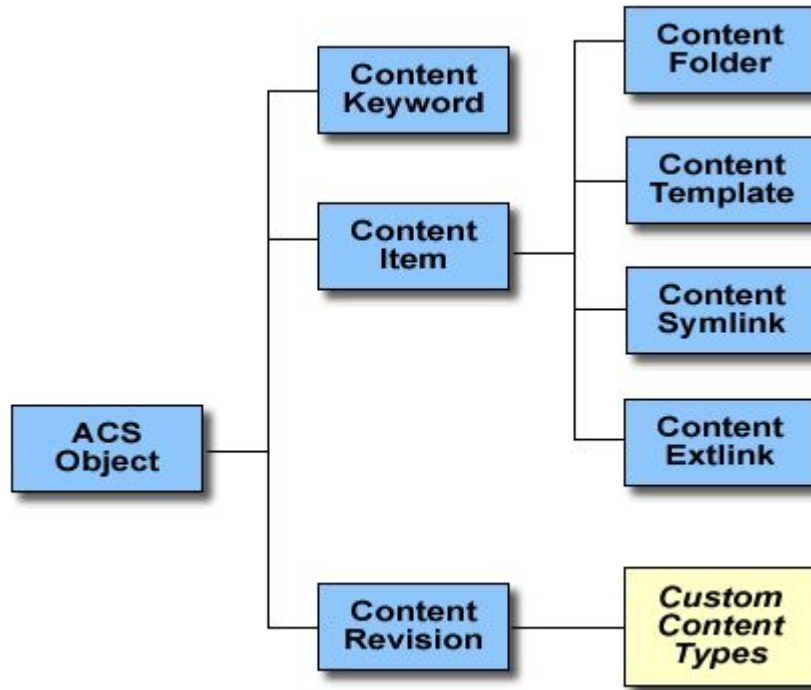 Content
Folder
Content
Keyword
Content
Template
Content
Item
Content
Symlink
ACS
Object
Content
Extlink
Content
Revision
Custom
Content
Types